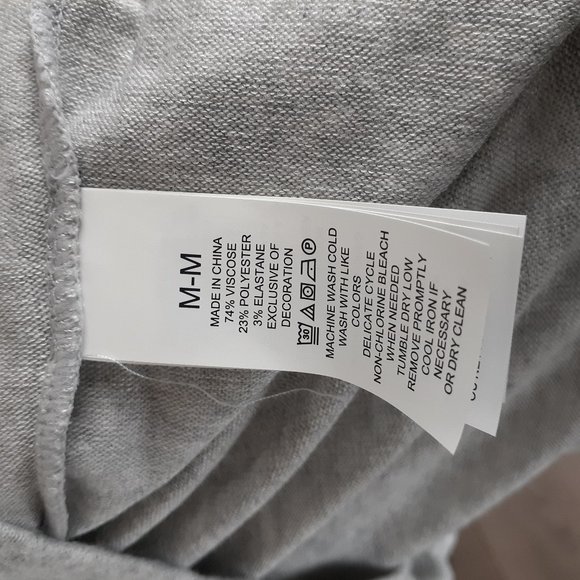 M-M
MADE IN CHINA
74% VISCOSE
23% POLYESTER
3% ELASTANE
EXCLUSIVE OF
DECORATION
30 P
MACHINE WASH COLD
WASH WITH LIKE
COLORS
DELICATE CYCLE
NON-CHLORINE BLEACH
WHEN NEEDED
TUMBLE DRY LOW
REMOVE PROMPTLY
COOL IRON IF
NECESSARY
OR DRY CLEAN